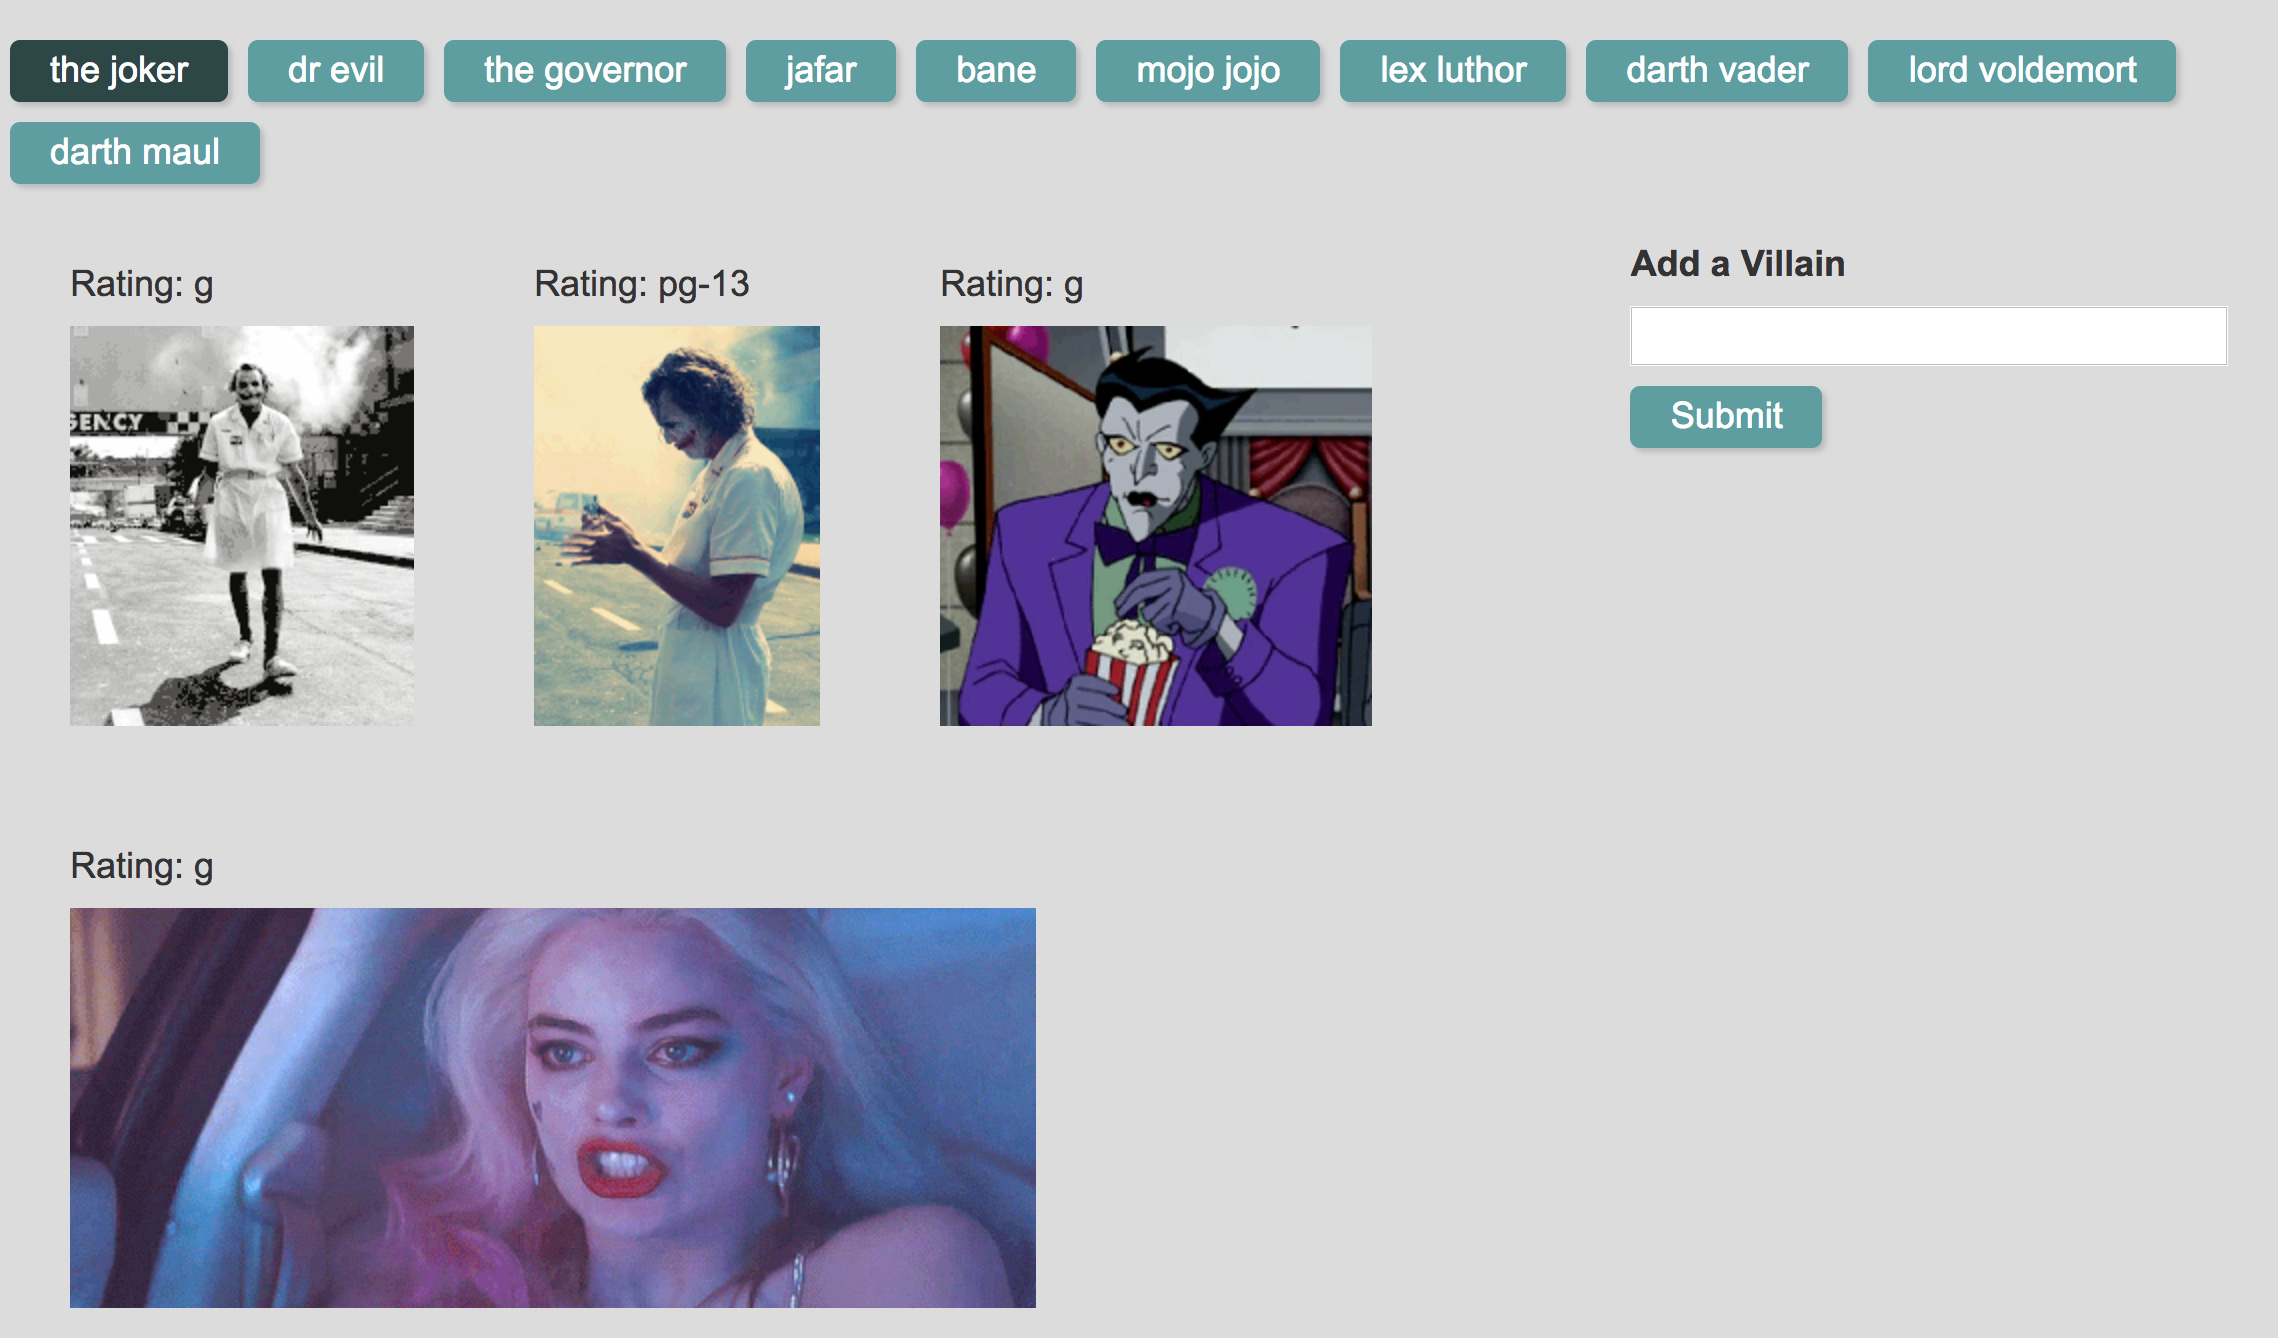 the joker dr evil the governor jafar bane mojo jojo lex luthor darth vader lord voldemort
darth maul
Rating: g Rating: pg-13 Rating: g
GENCY
Add a Villain
Submit
Rating: g